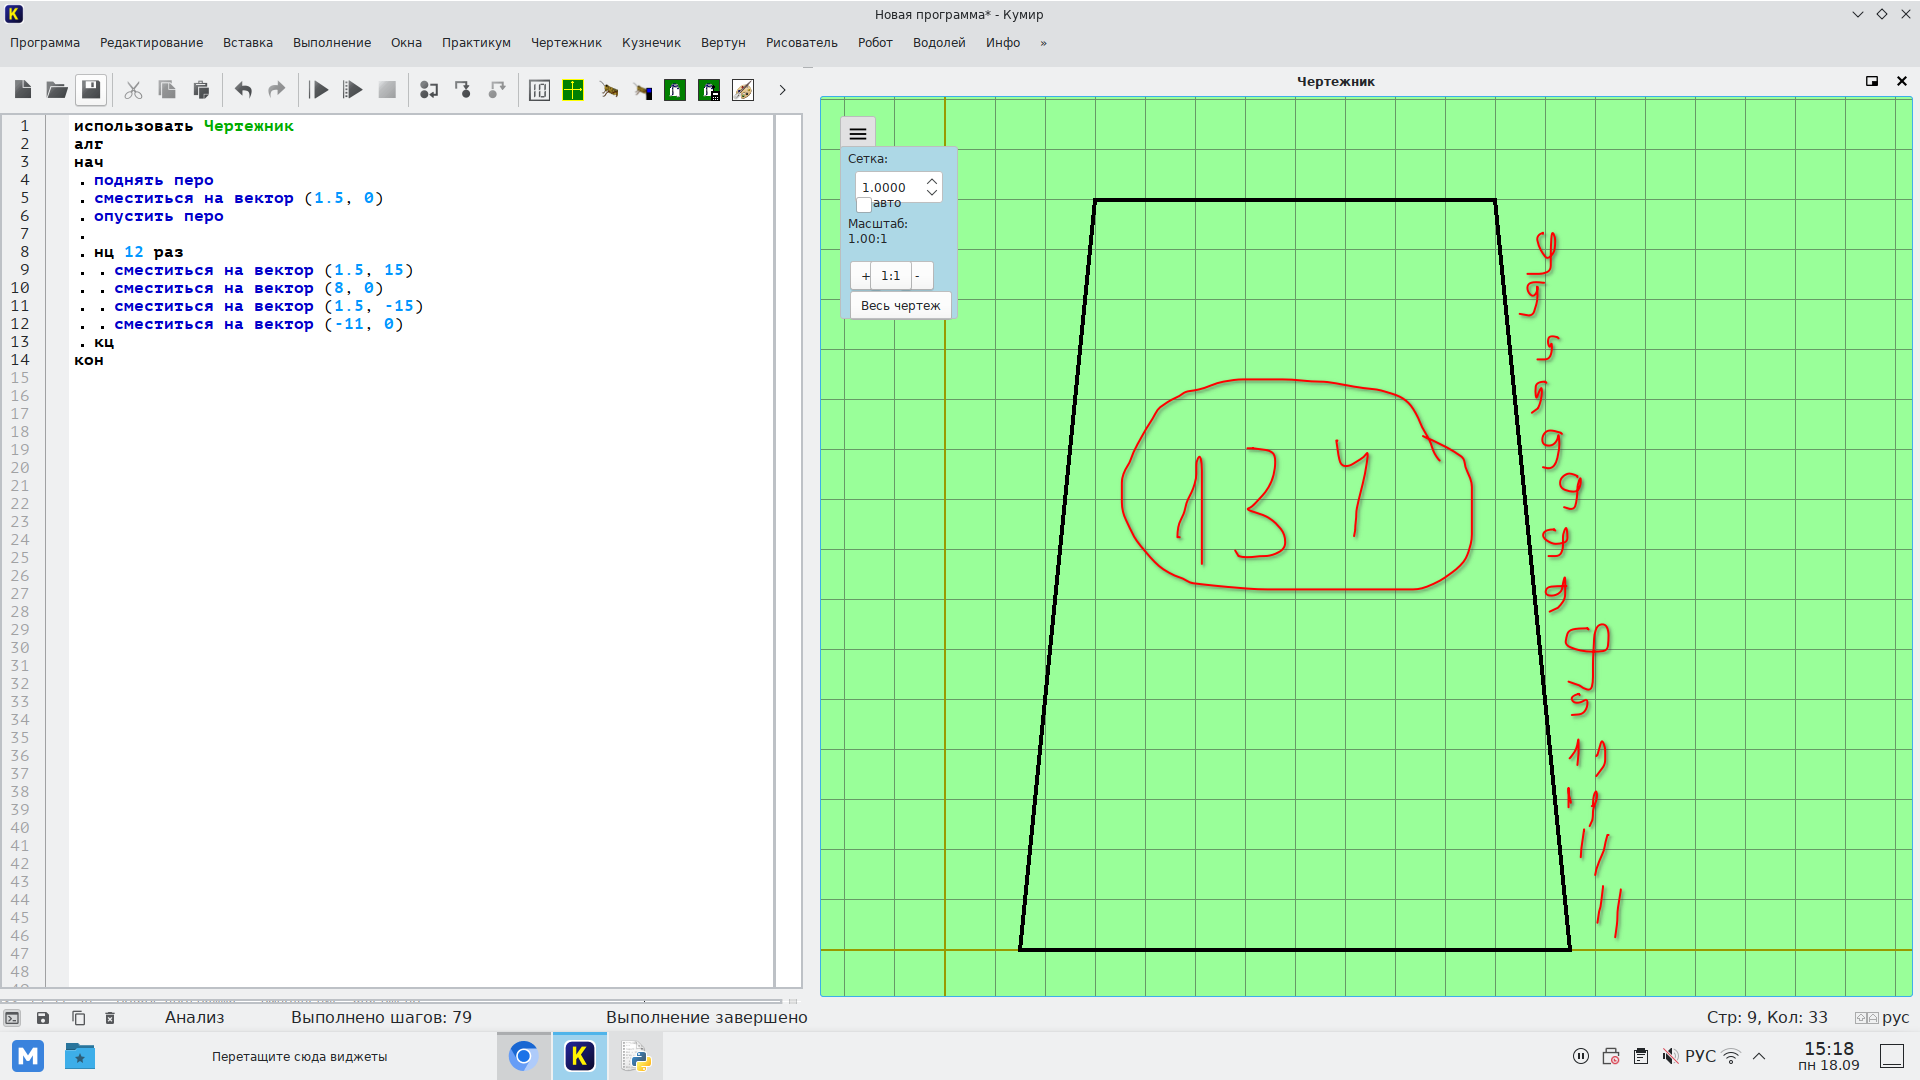 Новая программа* - Кумир
Программа Редактирование Вставка Выполнение Окна Практикум Чертежник Кузнечик Вертун Рисователь Робот Водолей Инфо »
Чертежник
1 использовать Чертежник
2 алг
3 нач
4 . поднять перо
5 . сместиться на вектор (1.5, 0)
6 . опустить перо
7 .
8 . нц 12 раз
9 . . сместиться на вектор (1.5, 15)
10 . . сместиться на вектор (8, 0)
11 . . сместиться на вектор (1.5, -15)
12 . . сместиться на вектор (-11, 0)
13 . кц
14 кон
15
16
17
18
19
20
21
22
23
24
25
26
27
28
29
30
31
32
33
34
35
36
37
38
39
40
41
42
43
44
45
46
47
48
Сетка:
1.0000
авто
Масштаб:
1.00:1
+ 1:1 -
Весь чертеж
9
9
9
9
9
9
9
9
9
9
11
11
11
11
Анализ Выполнено шагов: 79 Выполнение завершено Стр: 9, Кол: 33 рус
Перетащите сюда виджеты
РУС
15:18
пн 18.09